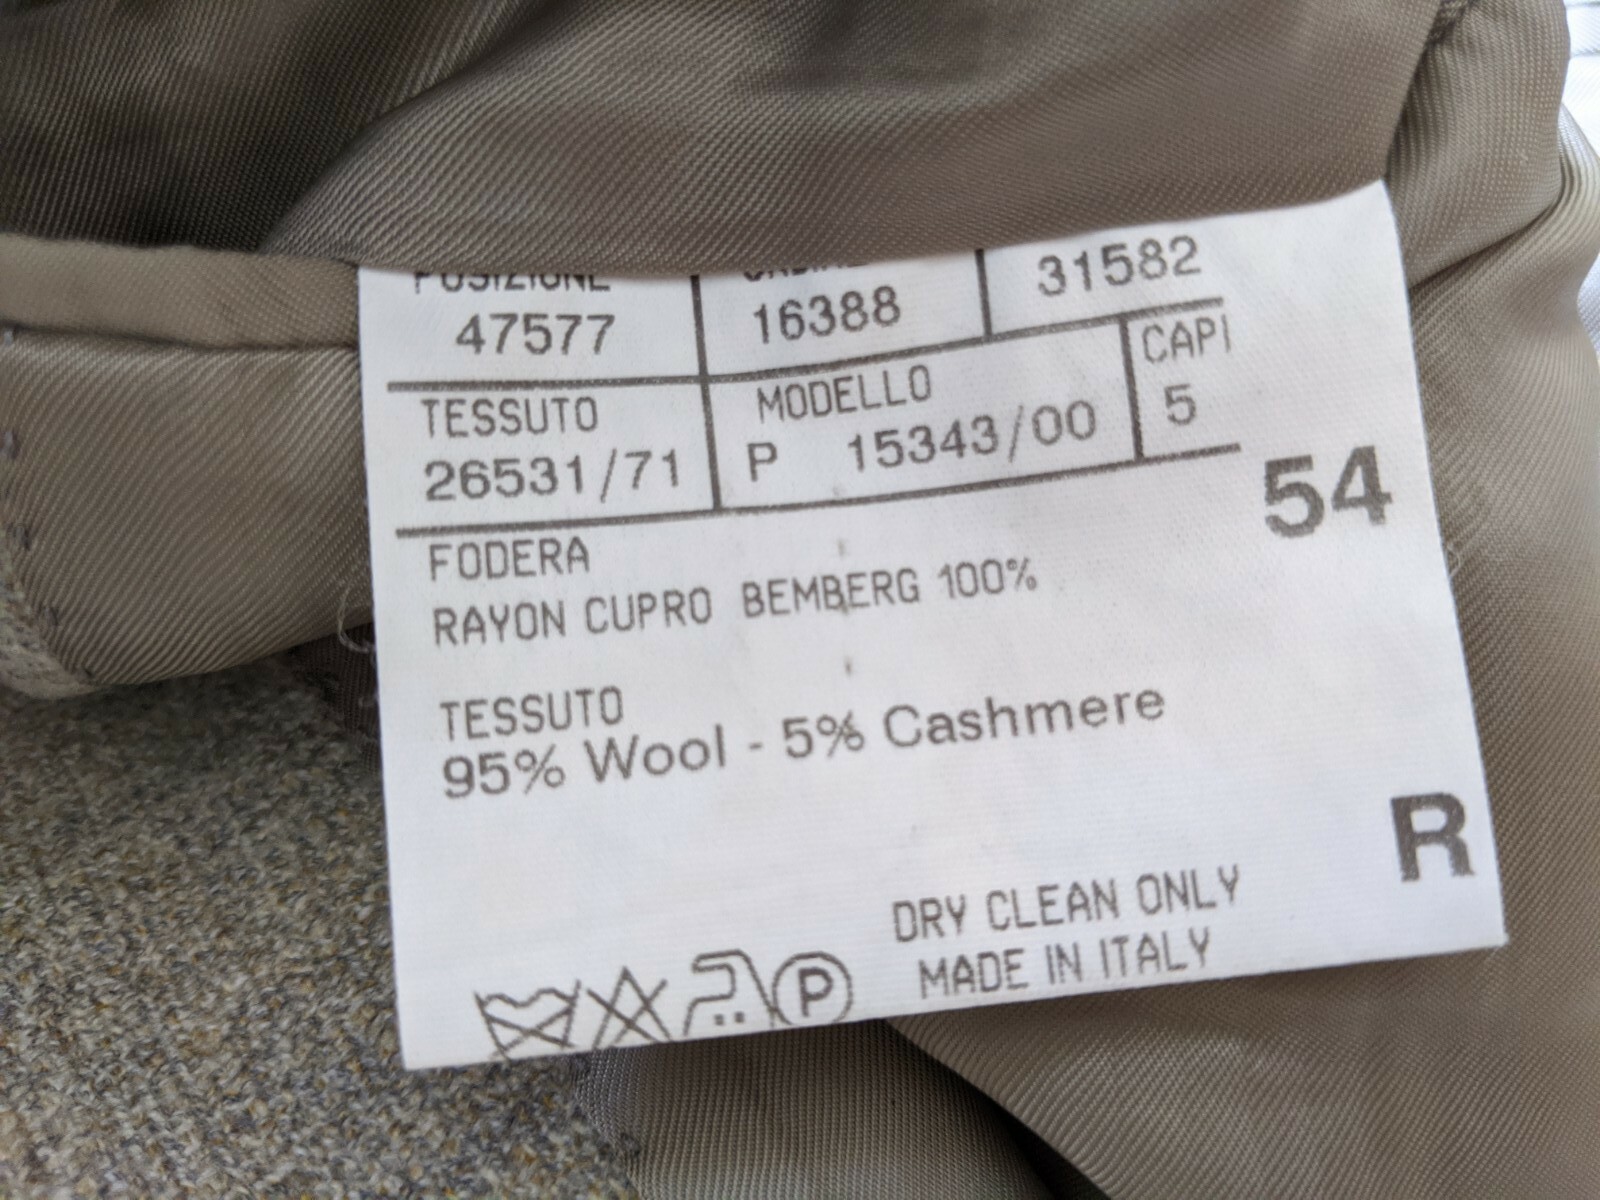 POSIZIONE
47577
16388
31582
TESSUTO
26531/71
MODELLO
P 15343/00
CAPI
5
54
FODERA
RAYON CUPRO BEMBERG 100%
TESSUTO
95% Wool - 5% Cashmere
R
DRY CLEAN ONLY
MADE IN ITALY
P